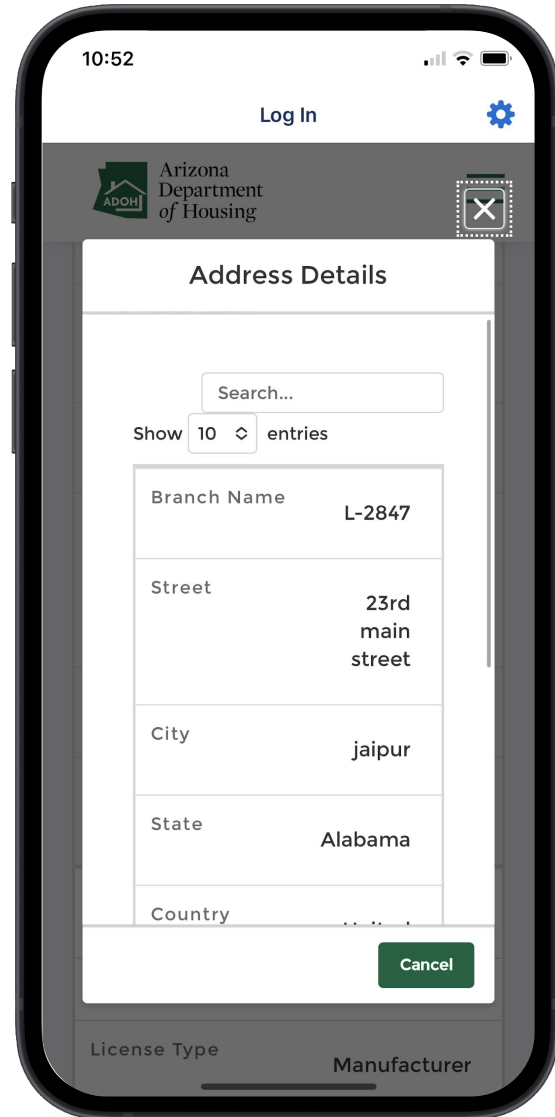 10:52
Log In
Arizona
Department
of Housing
ADOH
Address Details
Search...
Show 10 entries
Branch Name
L-2847
Street
23rd
main
street
City
jaipur
State
Alabama
Country
Cancel
License Type
Manufacturer